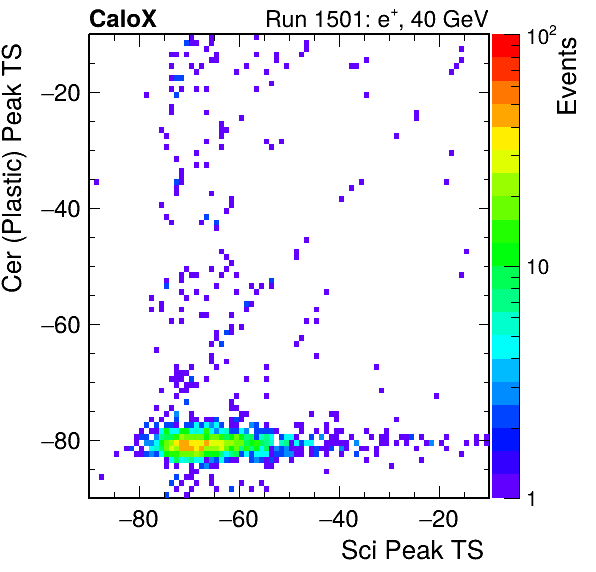 CaloX Run 1501: e⁺, 40 GeV
Cer (Plastic) Peak TS
−20
−40
−60
−80
−80 −60 −40 −20
Sci Peak TS
10²
10
1
Events